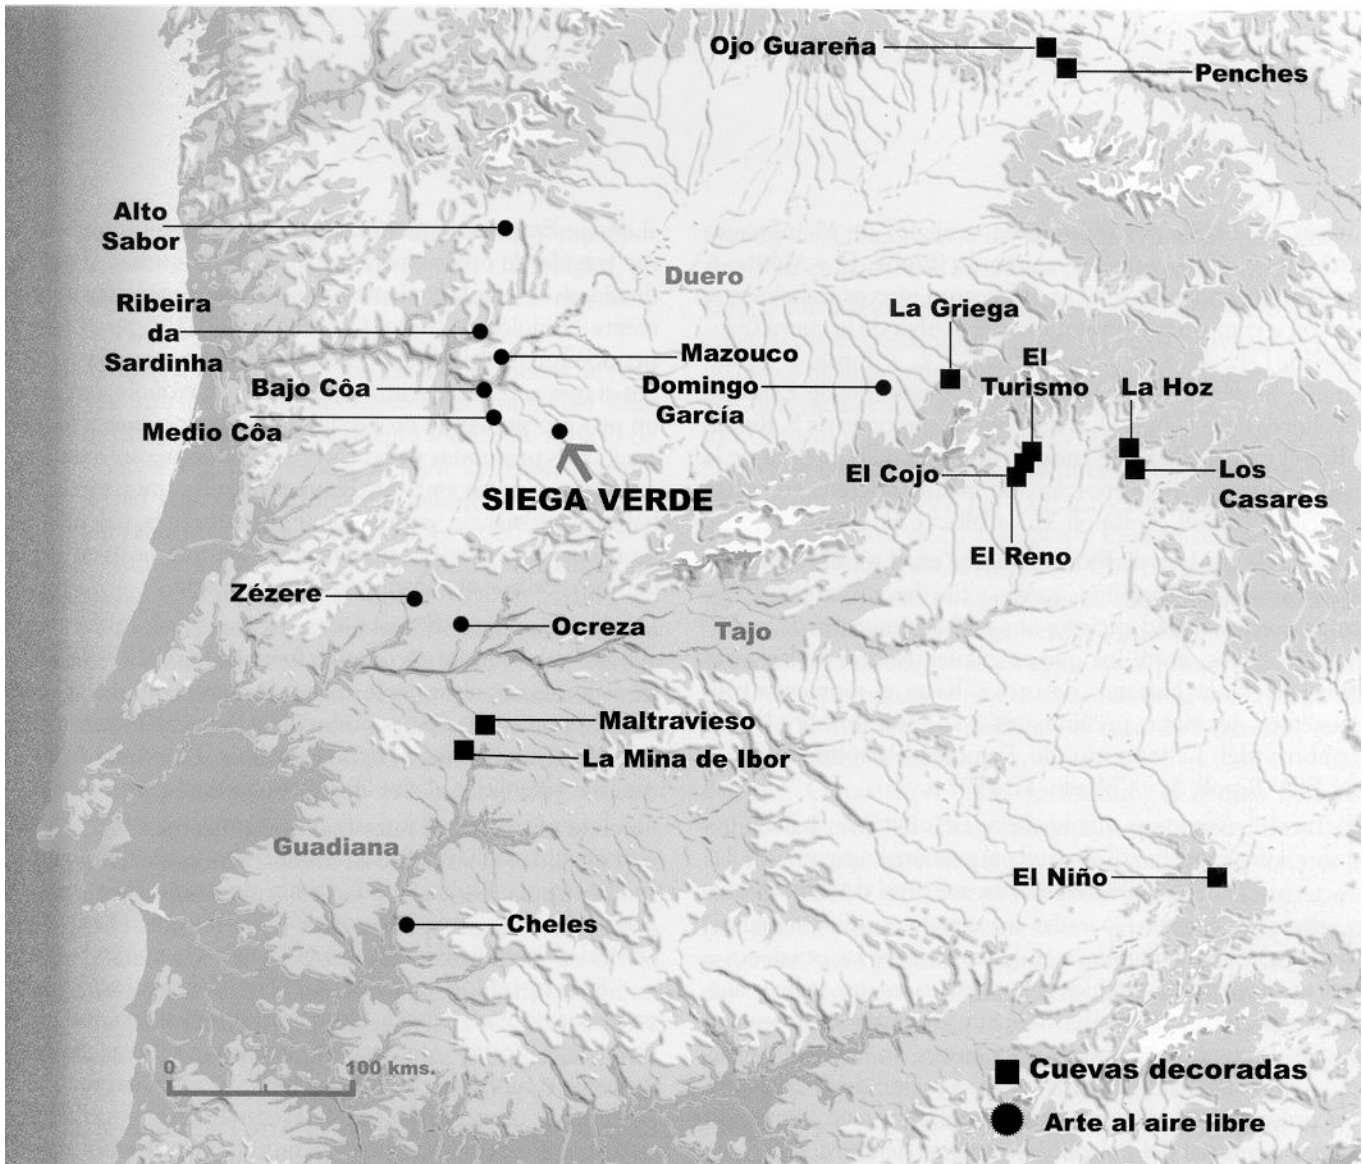 Ojo Guareña
Penches
Alto
Sabor
Duero
Ribeira
da
Sardinha
La Griega
Mazouco
El
Turismo
Bajo Côa
Domingo
García
La Hoz
Medio Côa
El Cojo
Los
Casares
SIEGA VERDE
El Reno
Zézere
Ocreza
Tajo
Maltravieso
La Mina de Ibor
Guadiana
El Niño
Cheles
0 100 kms.
Cuevas decoradas
Arte al aire libre